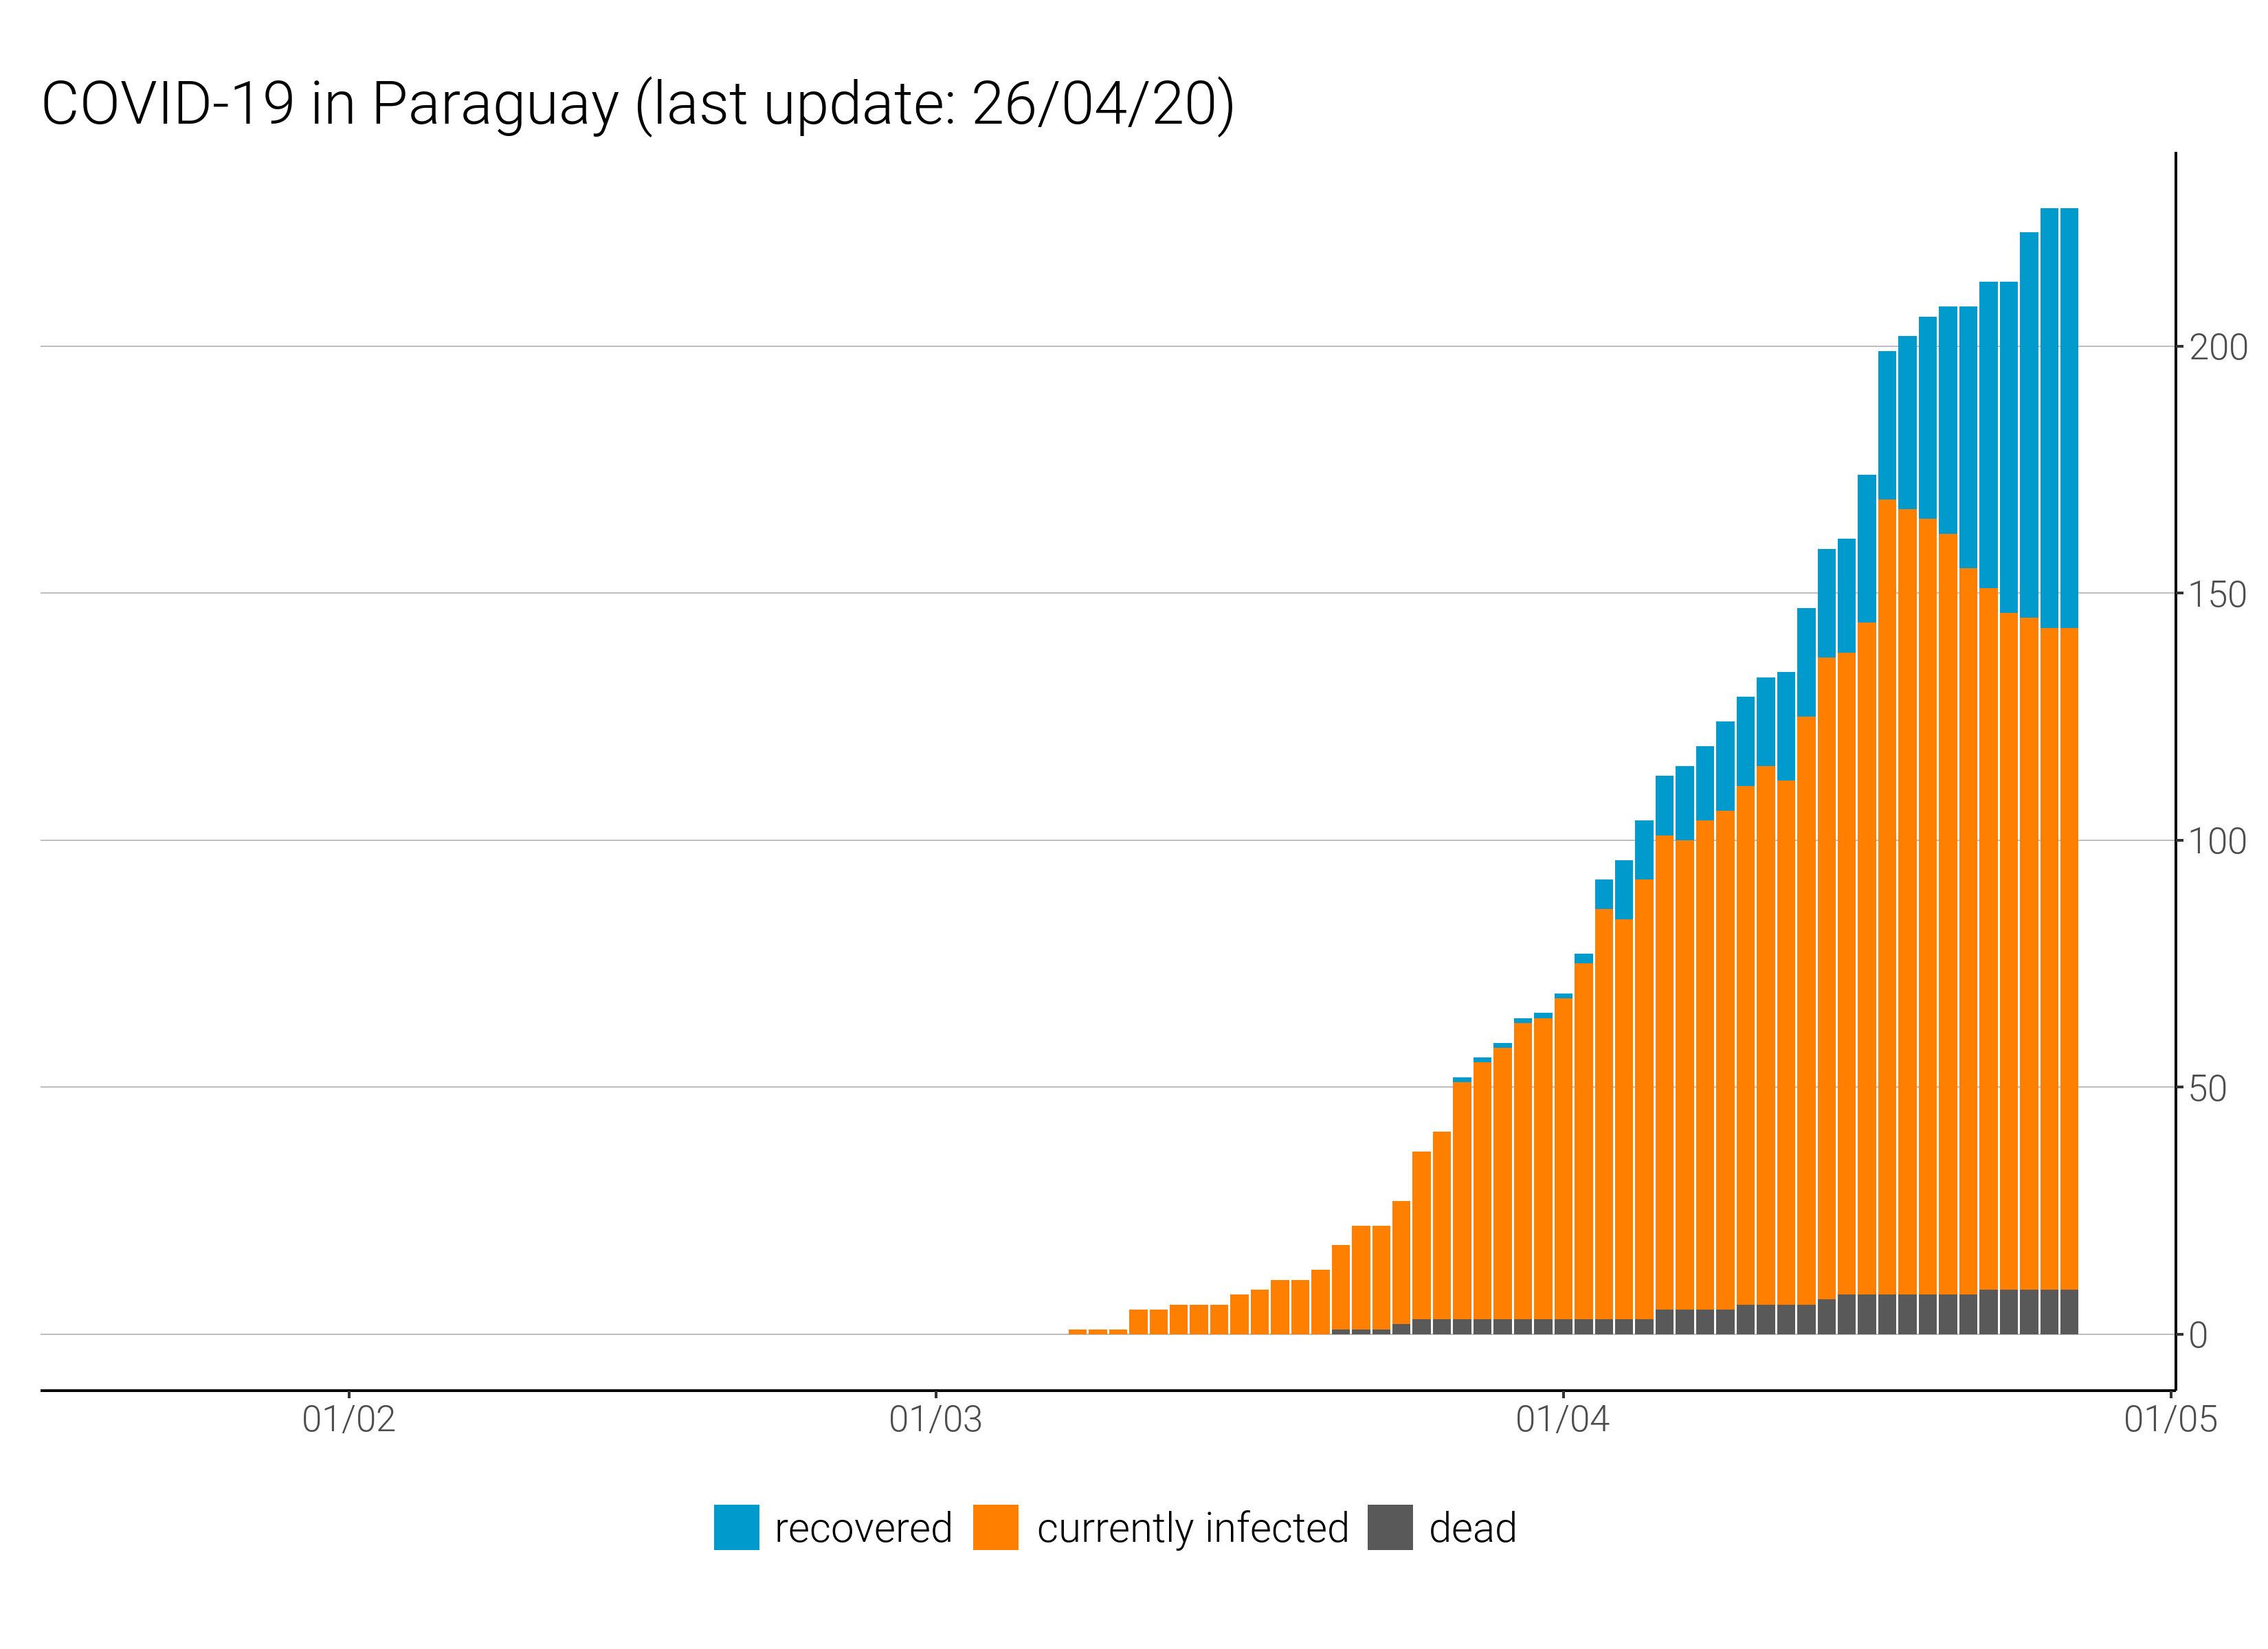 COVID-19 in Paraguay (last update: 26/04/20)
200
150
100
50
0
01/02 01/03 01/04 01/05
recovered currently infected dead